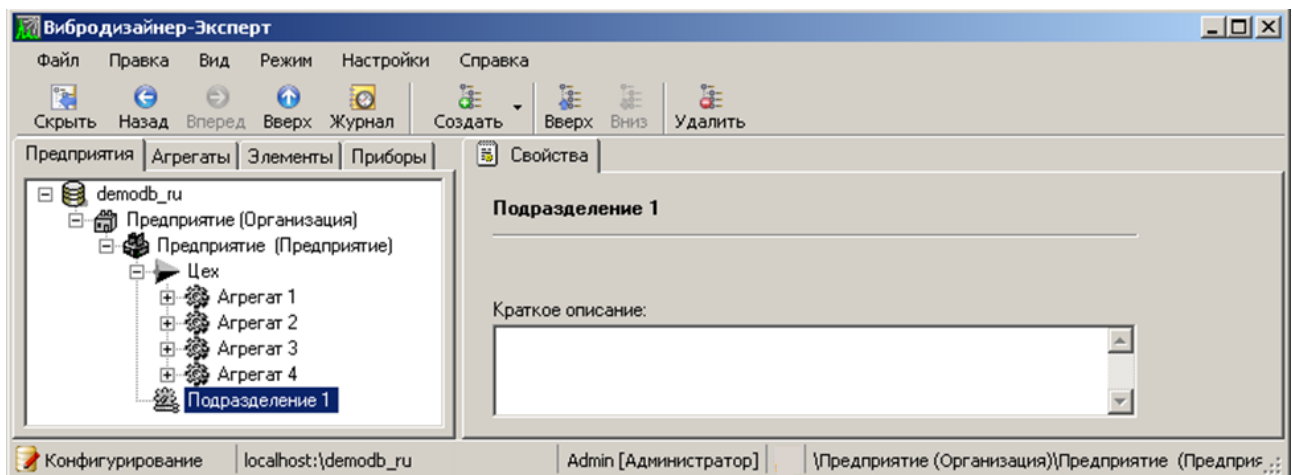 Вибродизайнер-Эксперт
Файл Правка Вид Режим Настройки Справка
Скрыть Назад Вперед Вверх Журнал Создать Вверх Вниз Удалить
Предприятия Агрегаты Элементы Приборы Свойства
demodb_ru
Предприятие (Организация)
Подразделение 1
Предприятие (Предприятие)
Цех
Агрегат 1
Краткое описание:
Агрегат 2
Агрегат 3
Агрегат 4
Подразделение 1
Конфигурирование localhost:\demodb_ru Admin [Администратор] \Предприятие (Организация)\Предприятие (Предприс